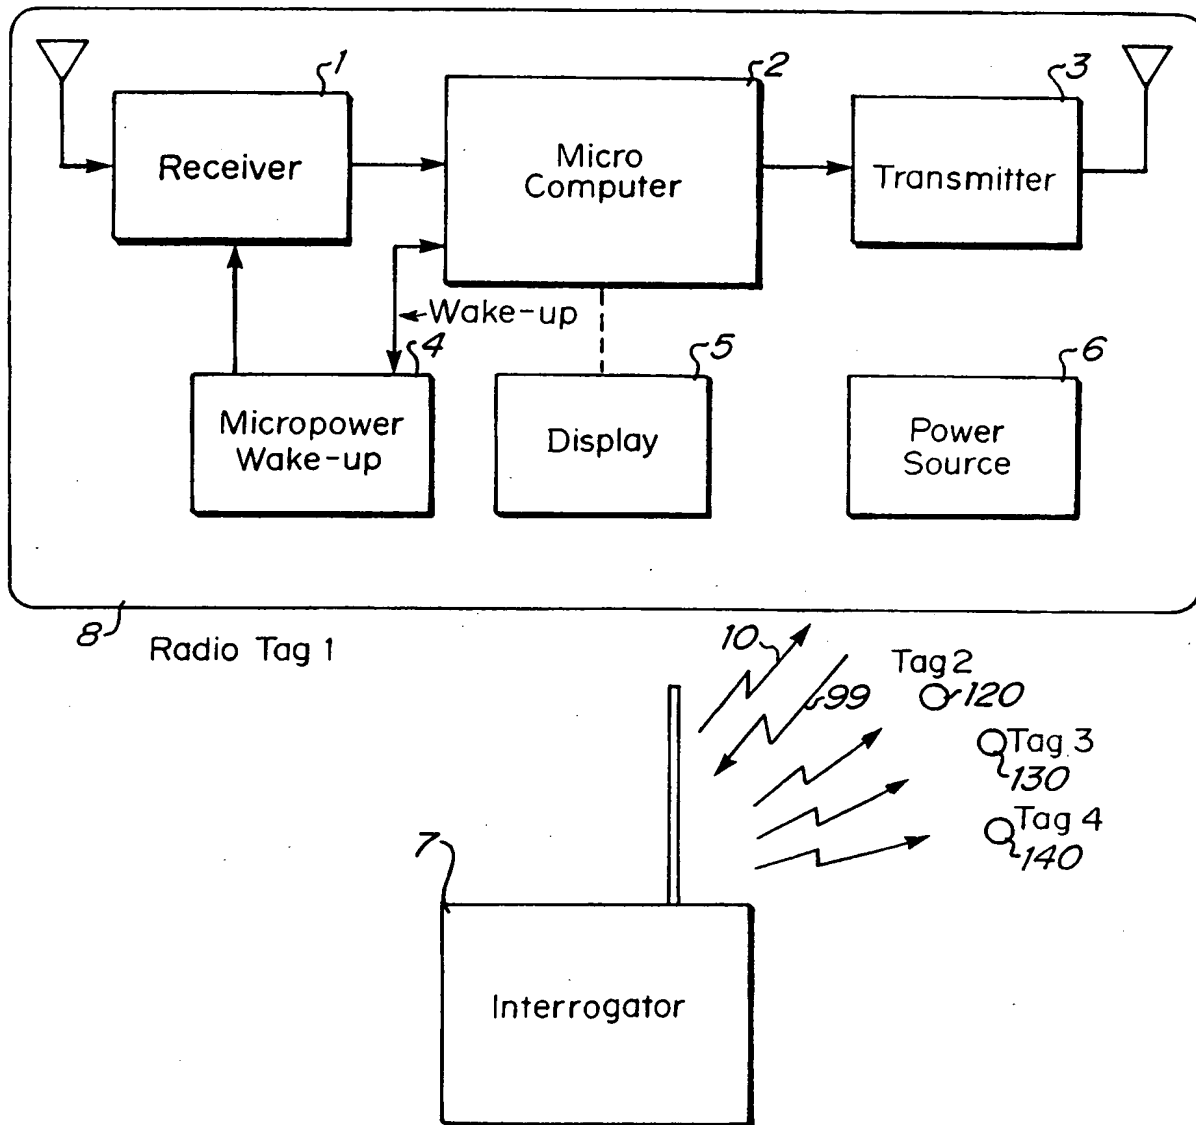 1
2
3
Receiver
Micro
Computer
Transmitter
Wake-up
4
5
6
Micropower
Wake-up
Display
Power
Source
8
Radio Tag 1
10
99
Tag 2
120
Tag 3
130
Tag 4
140
7
Interrogator